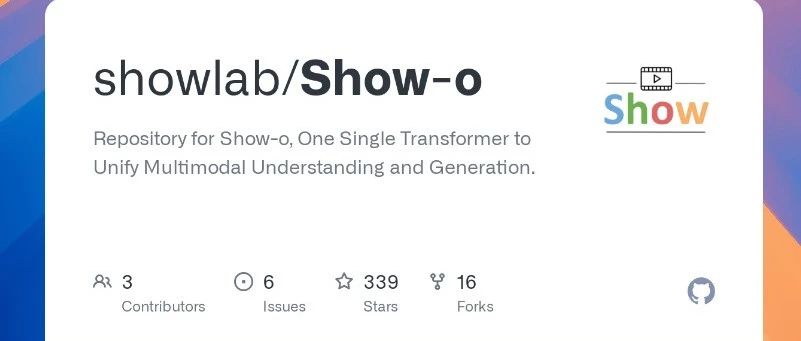 showlab/Show-o
Show
Repository for Show-o, One Single Transformer to
Unify Multimodal Understanding and Generation.
3 6 339 16
Contributors Issues Stars Forks